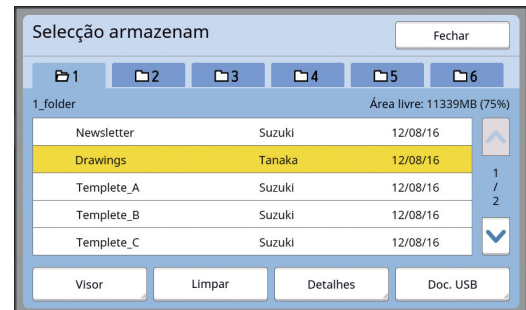 Selecção armazenam
Fechar
1 2 3 4 5 6
1_folder Área livre: 11339MB (75%)
Newsletter Suzuki 12/08/16
Drawings Tanaka 12/08/16
Templete_A Suzuki 12/08/16
Templete_B Suzuki 12/08/16
Templete_C Suzuki 12/08/16
1
/
2
Visor Limpar Detalhes Doc. USB